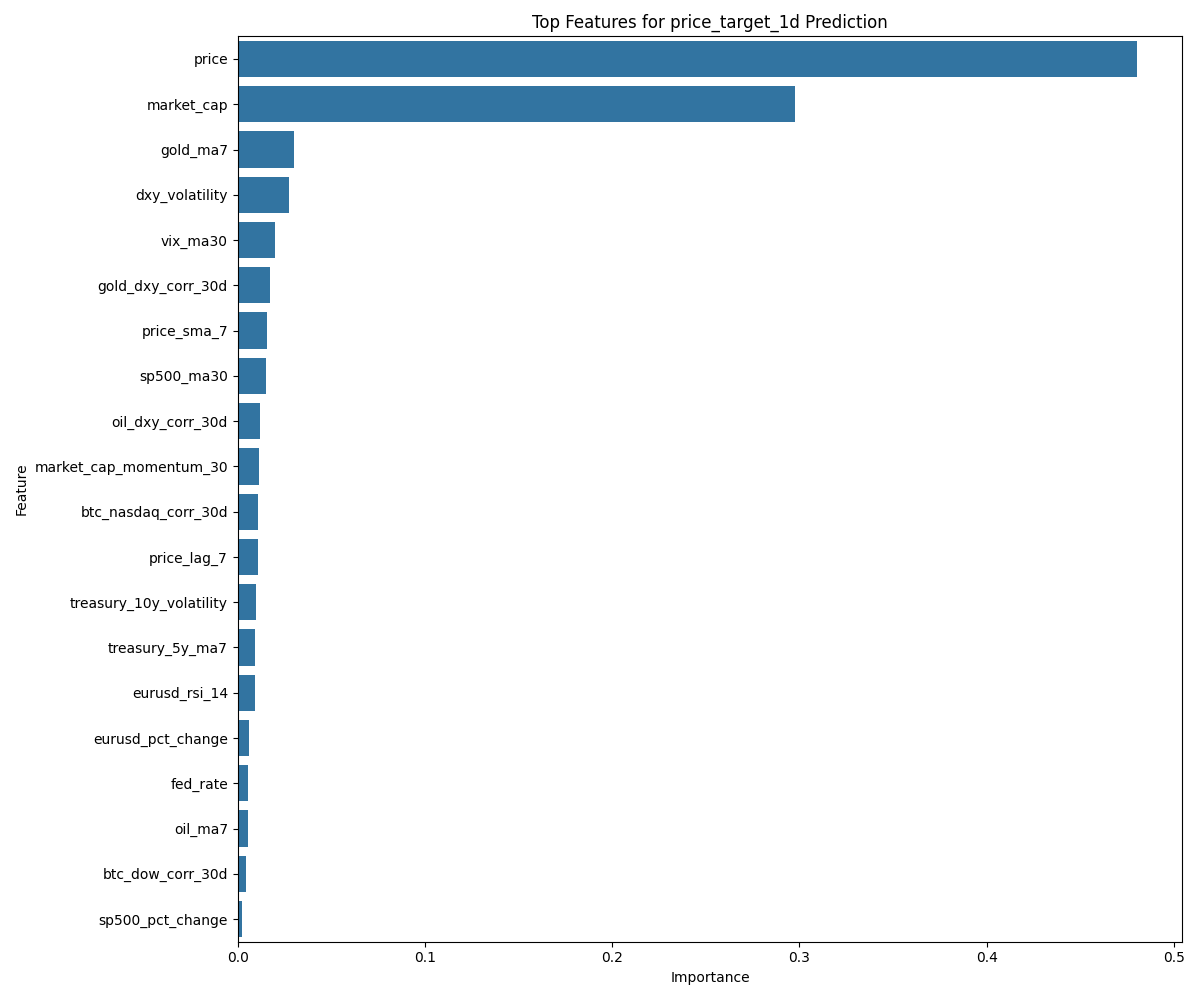 Top Features for price_target_1d Prediction
price
market_cap
gold_ma7
dxy_volatility
vix_ma30
gold_dxy_corr_30d
price_sma_7
sp500_ma30
oil_dxy_corr_30d
market_cap_momentum_30
btc_nasdaq_corr_30d
price_lag_7
treasury_10y_volatility
treasury_5y_ma7
eurusd_rsi_14
eurusd_pct_change
fed_rate
oil_ma7
btc_dow_corr_30d
sp500_pct_change
Feature
0.0 0.1 0.2 0.3 0.4 0.5
Importance